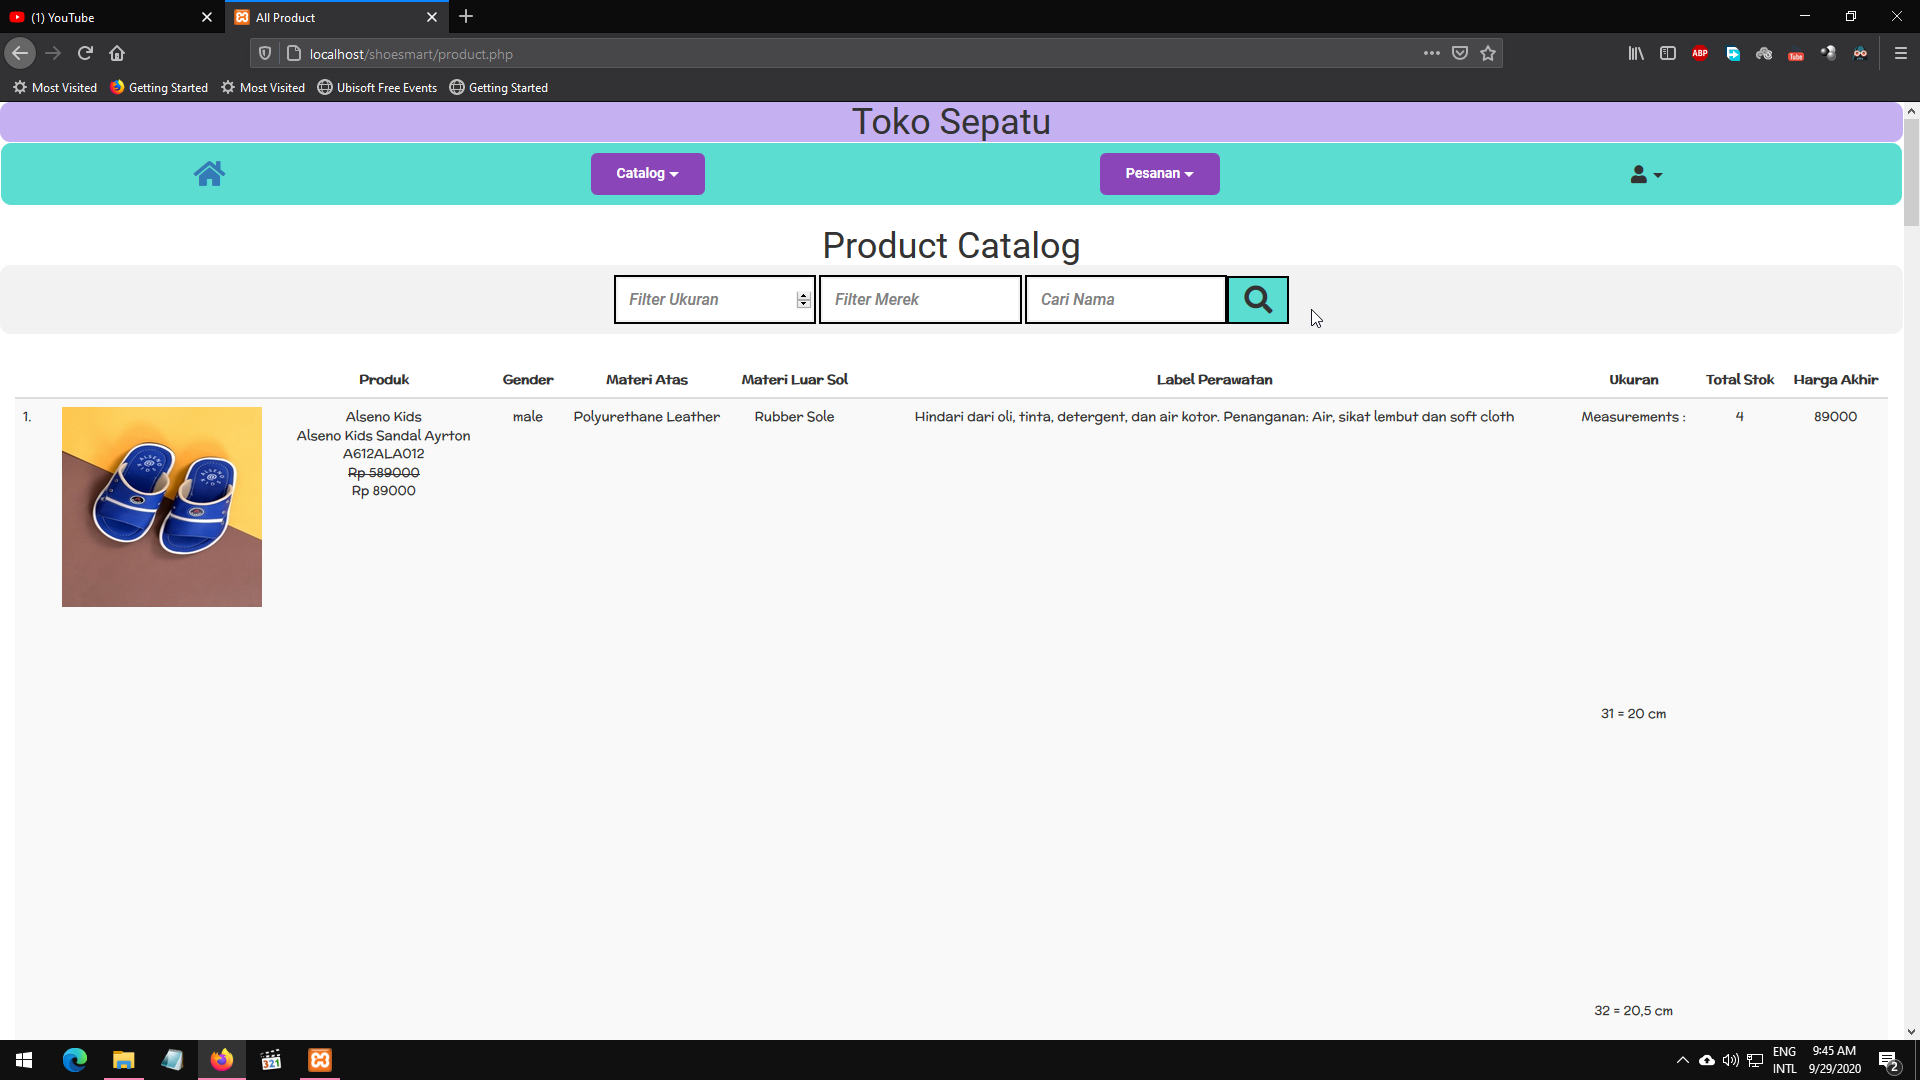 (1) YouTube
All Product
localhost/shoesmart/product.php
ABP
Tube
Most Visited
Getting Started
Most Visited
Ubisoft Free Events
Getting Started
Toko Sepatu
Catalog
Pesanan
Product Catalog
Filter Ukuran
Filter Merek
Cari Nama
Produk Gender Materi Atas Materi Luar Sol Label Perawatan Ukuran Total Stok Harga Akhir
1. Alseno Kids male Polyurethane Leather Rubber Sole Hindari dari oli, tinta, detergent, dan air kotor. Penanganan: Air, sikat lembut dan soft cloth Measurements : 4 89000
Alseno Kids Sandal Ayrton
A612ALA012
Rp 589000
Rp 89000
31 = 20 cm
32 = 20,5 cm
321
ENG
INTL
9:45 AM
9/29/2020
2